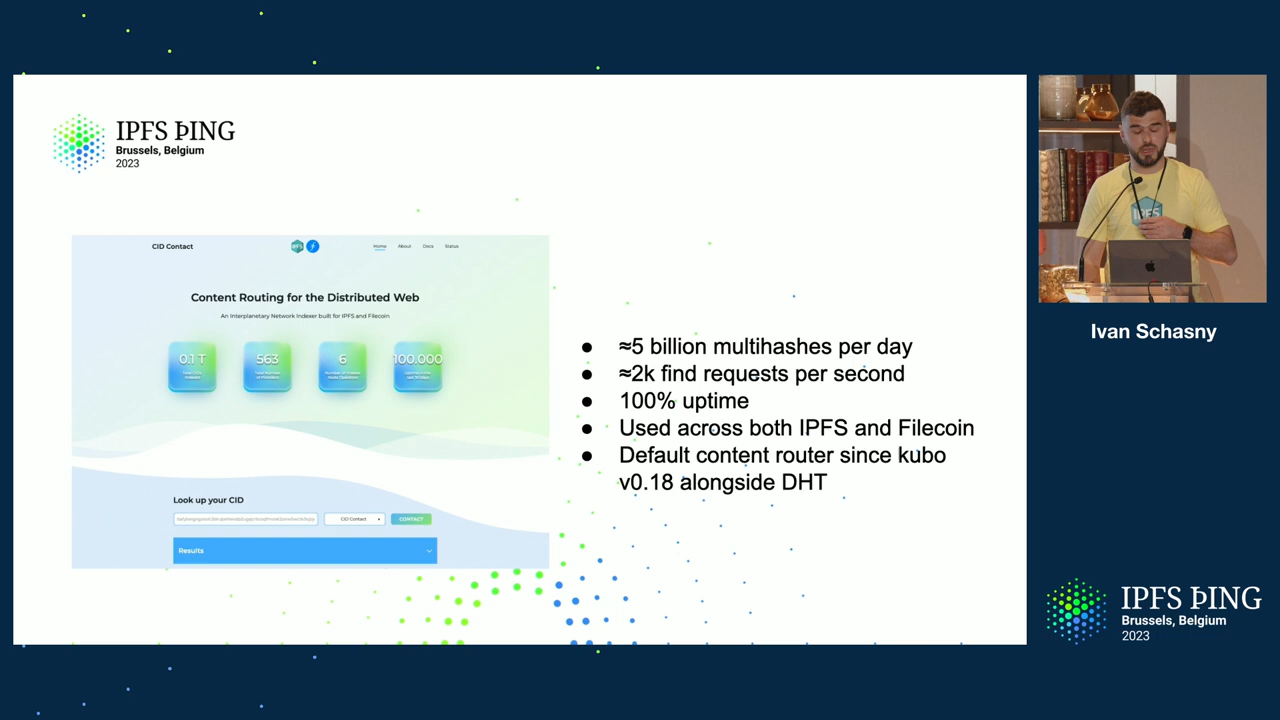 IPFS ÞING
Brussels, Belgium
2023
CID Contact
IPFS
Home
About
Docs
Status
Content Routing for the Distributed Web
An Interplanetary Network Indexer built for IPFS and Filecoin
0.1 T
563
6
100.000
Look up your CID
CID Contact
CONTACT
Results
● ≈5 billion multihashes per day
● ≈2k find requests per second
● 100% uptime
● Used across both IPFS and Filecoin
● Default content router since kubo
v0.18 alongside DHT
IPFS
Ivan Schasny
IPFS ÞING
Brussels, Belgium
2023